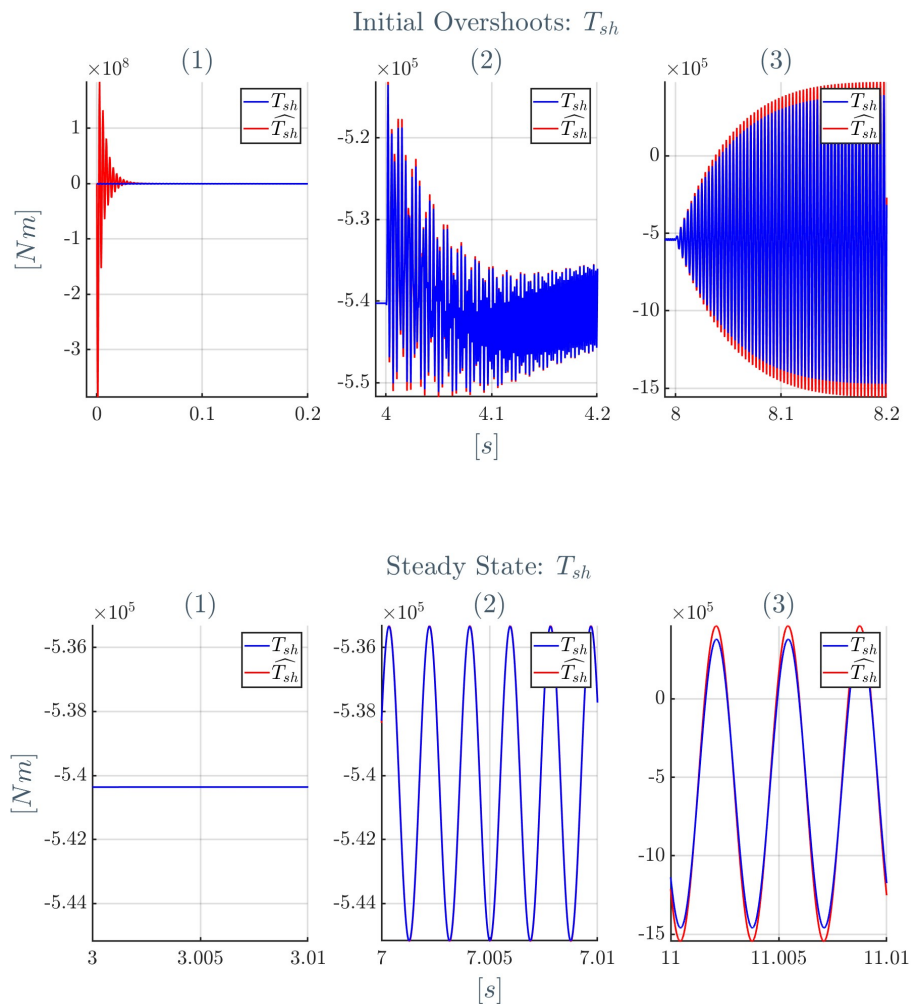 Initial Overshoots: T_sh
(1) (2) (3)
×10^8 ×10^5 ×10^5
T_sh T_sh T_sh
\widehat{T_sh} \widehat{T_sh} \widehat{T_sh}
1 -5.2 0
0 -5.3 -5
-1 -5.4 -10
-2 -5.5 -15
-3
[Nm]
0 0.1 0.2 4 4.1 4.2 8 8.1 8.2
[s]
Steady State: T_sh
(1) (2) (3)
×10^5 ×10^5 ×10^5
T_sh T_sh T_sh
\widehat{T_sh} \widehat{T_sh} \widehat{T_sh}
-5.36 -5.36 0
-5.38 -5.38 -5
-5.4 -5.4 -10
-5.42 -5.42 -15
-5.44 -5.44
[Nm]
3 3.005 3.01 7 7.005 7.01 11 11.005 11.01
[s]